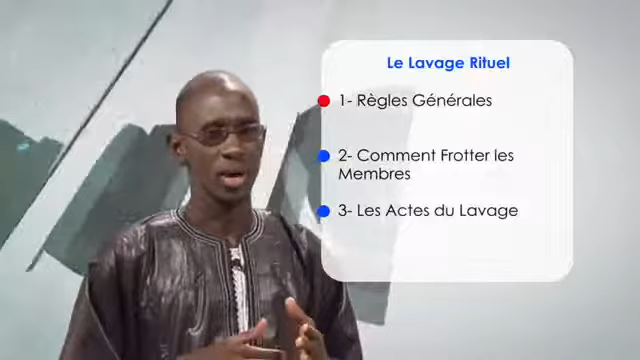 Le Lavage Rituel
1- Règles Générales
2- Comment Frotter les
Membres
3- Les Actes du Lavage